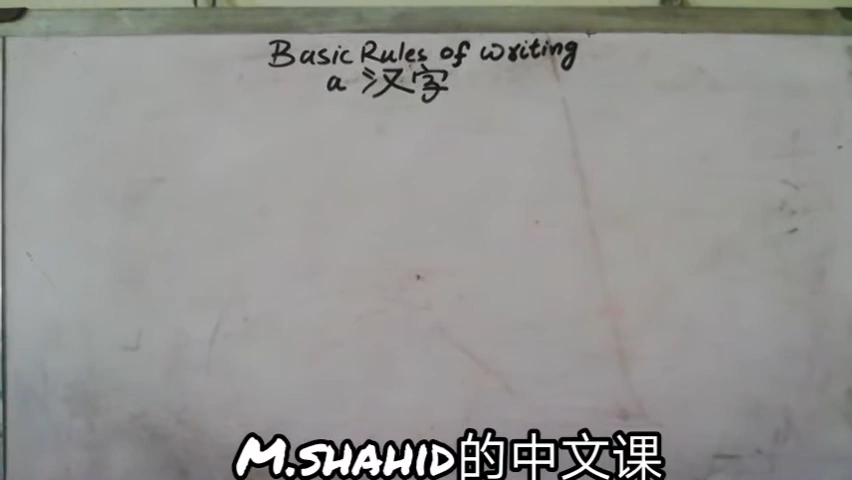 Basic Rules of writing
a 汉字
M.SHAHID的中文课